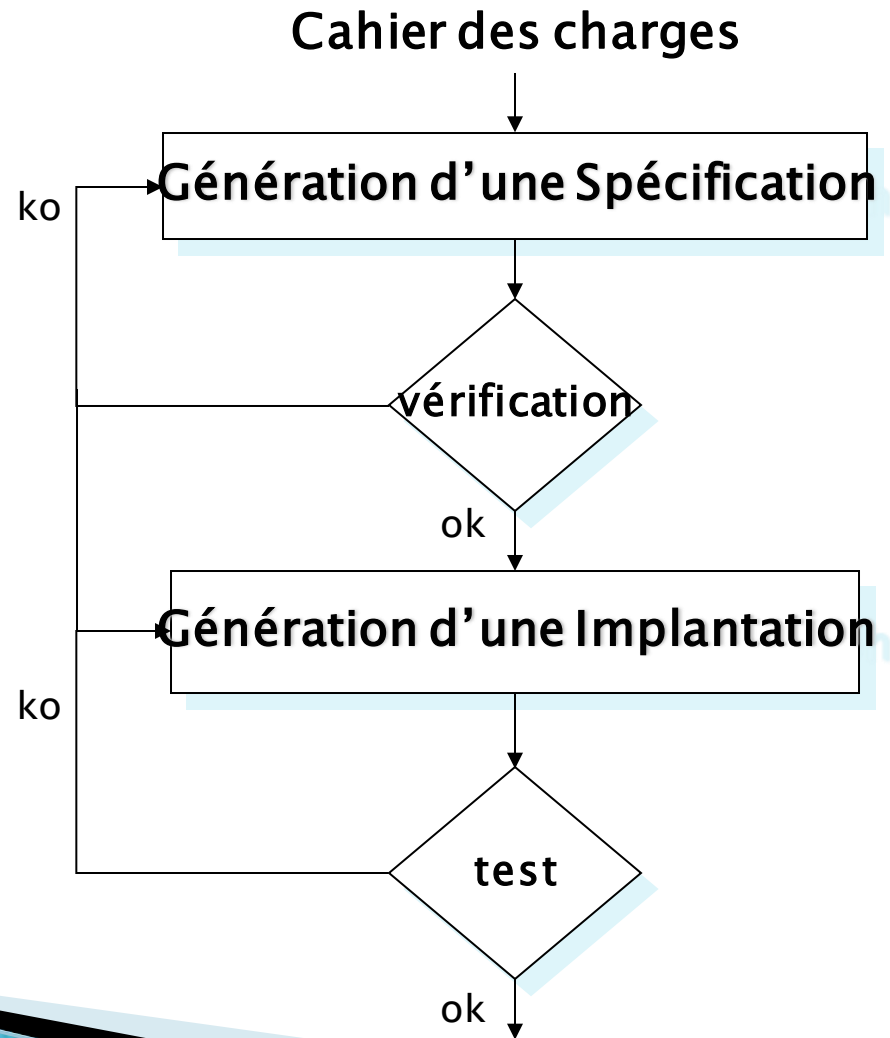 Cahier des charges
Génération d’une Spécification
ko
vérification
ok
Génération d’une Implantation
ko
test
ok